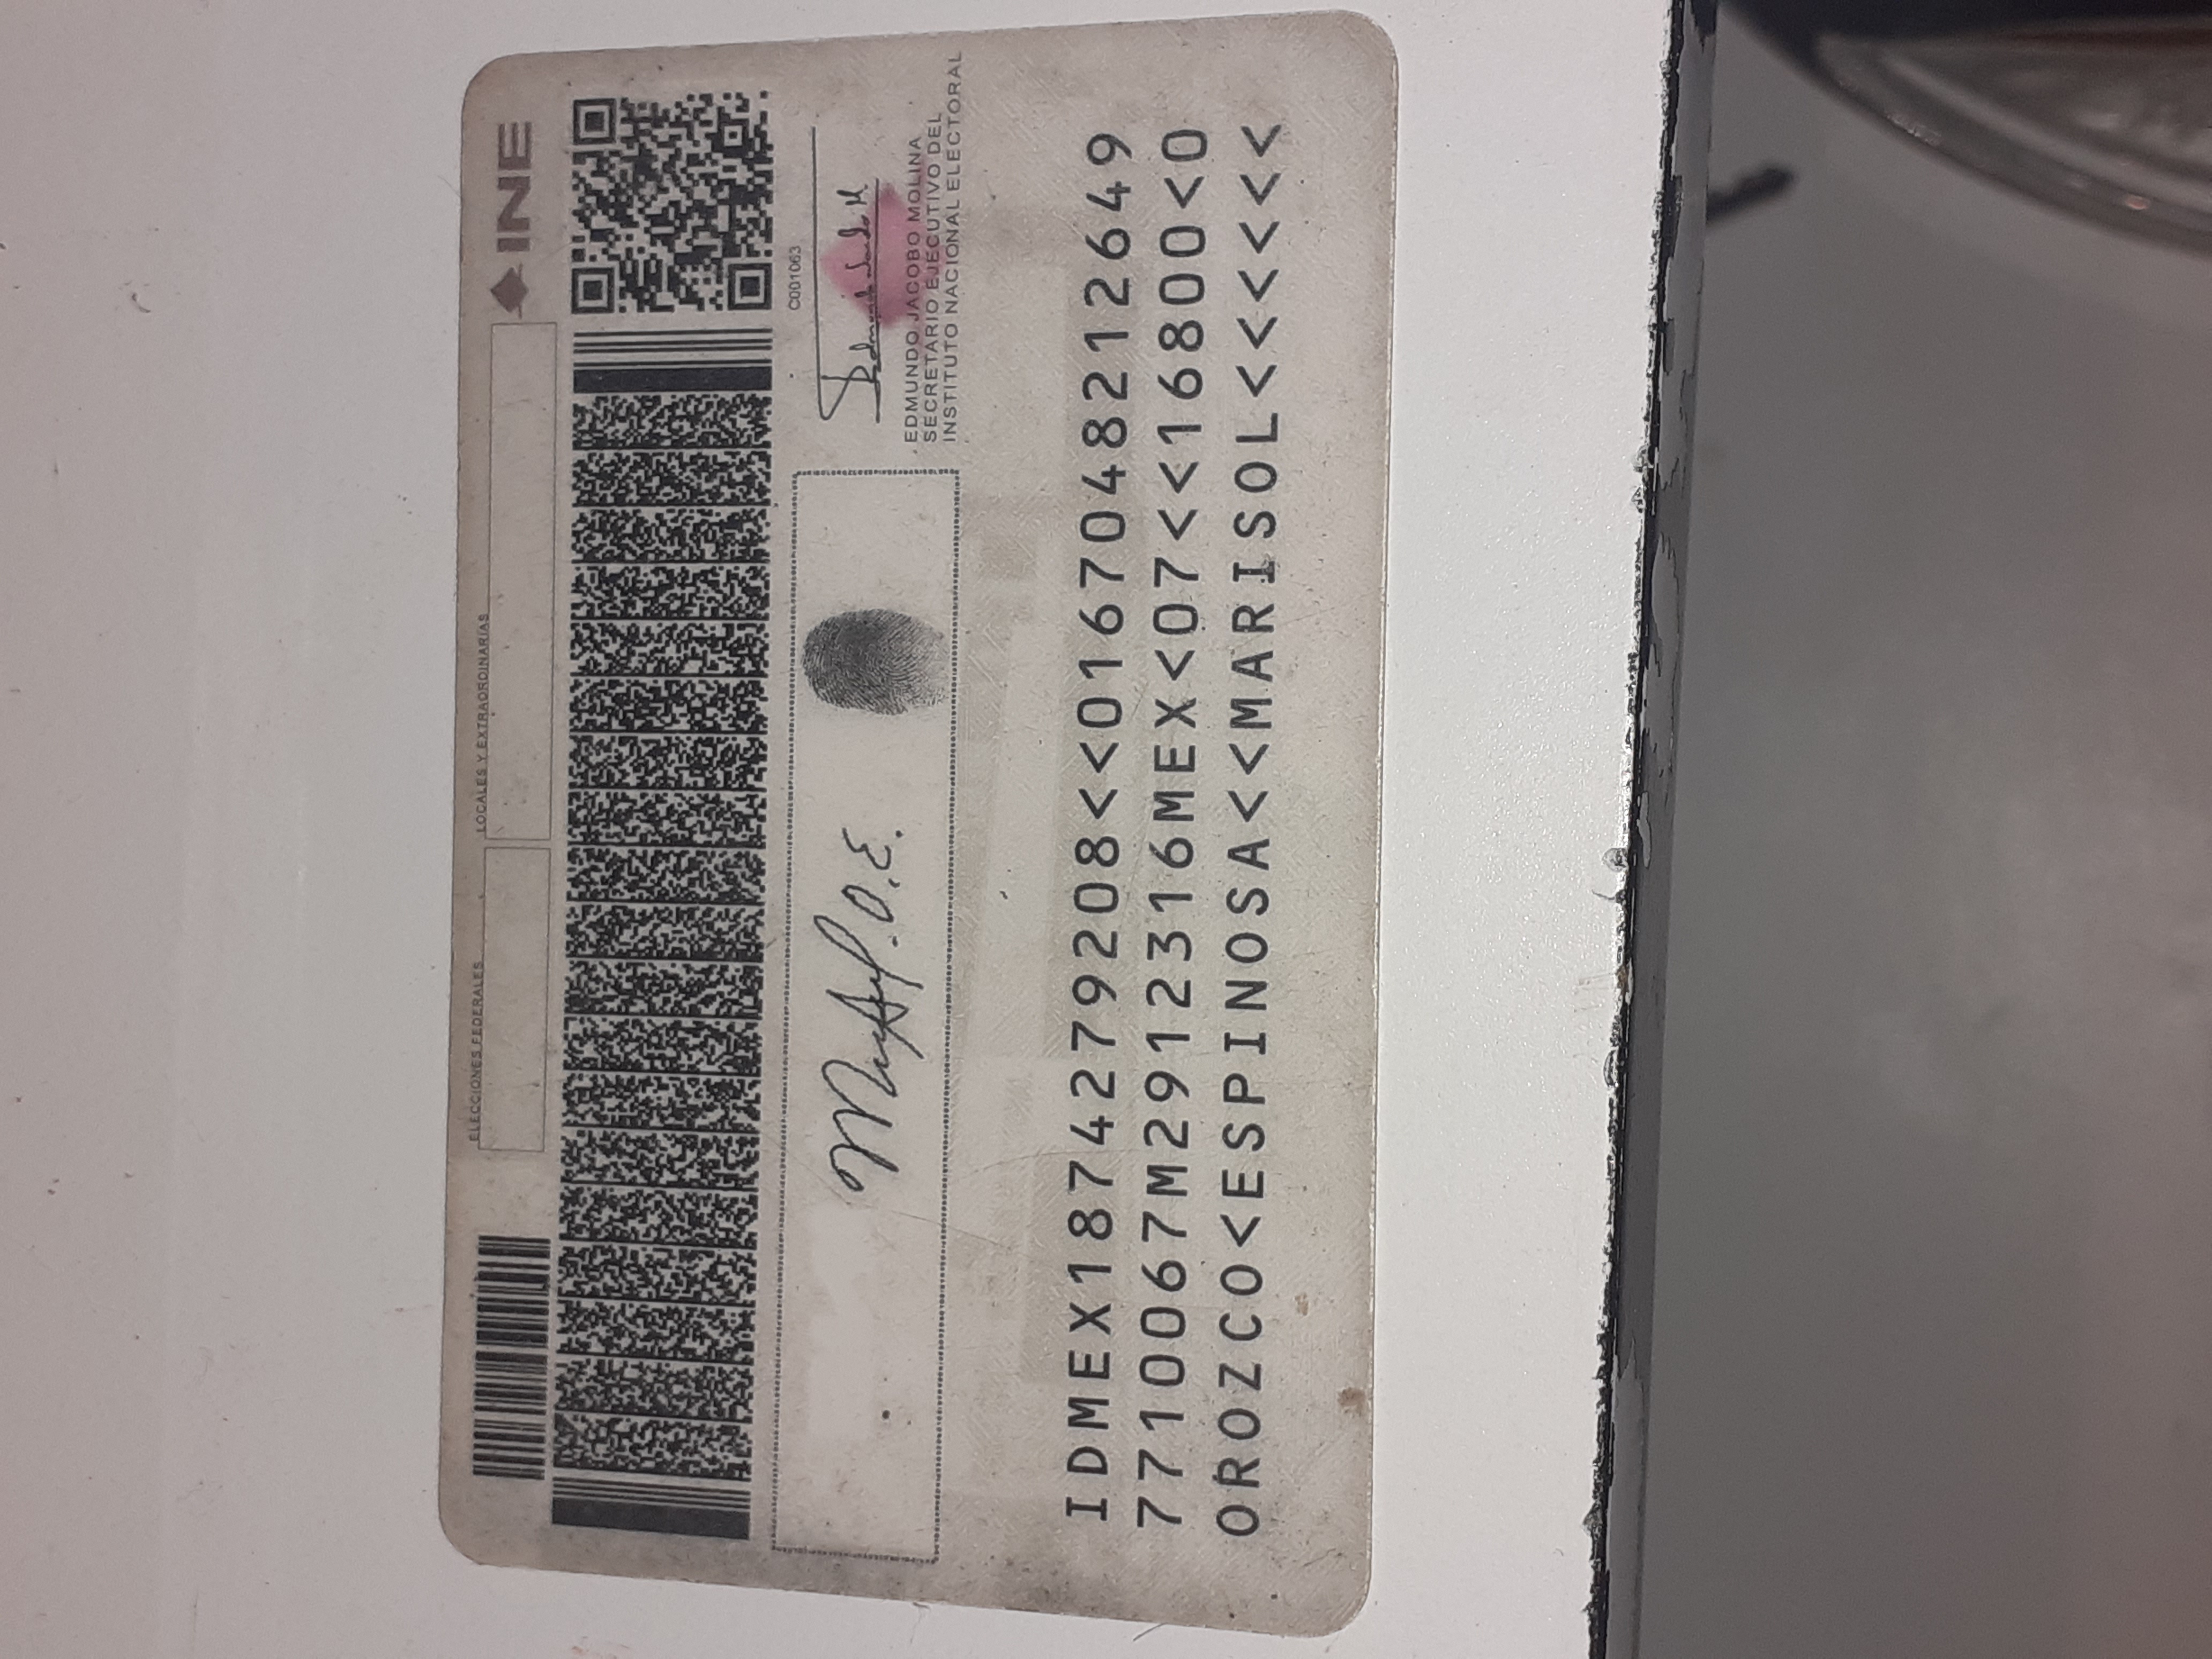 ELECCIONES FEDERALES
LOCALES Y EXTRAORDINARIAS
INE
C001063
EDMUNDO JACOBO MOLINA
SECRETARIO EJECUTIVO DEL
INSTITUTO NACIONAL ELECTORAL
IDMEX1874279208<<0167048212649
7710067M2912316MEX<07<<16800<0
OROZCO<ESPINOSA<<MARISOL<<<<<<